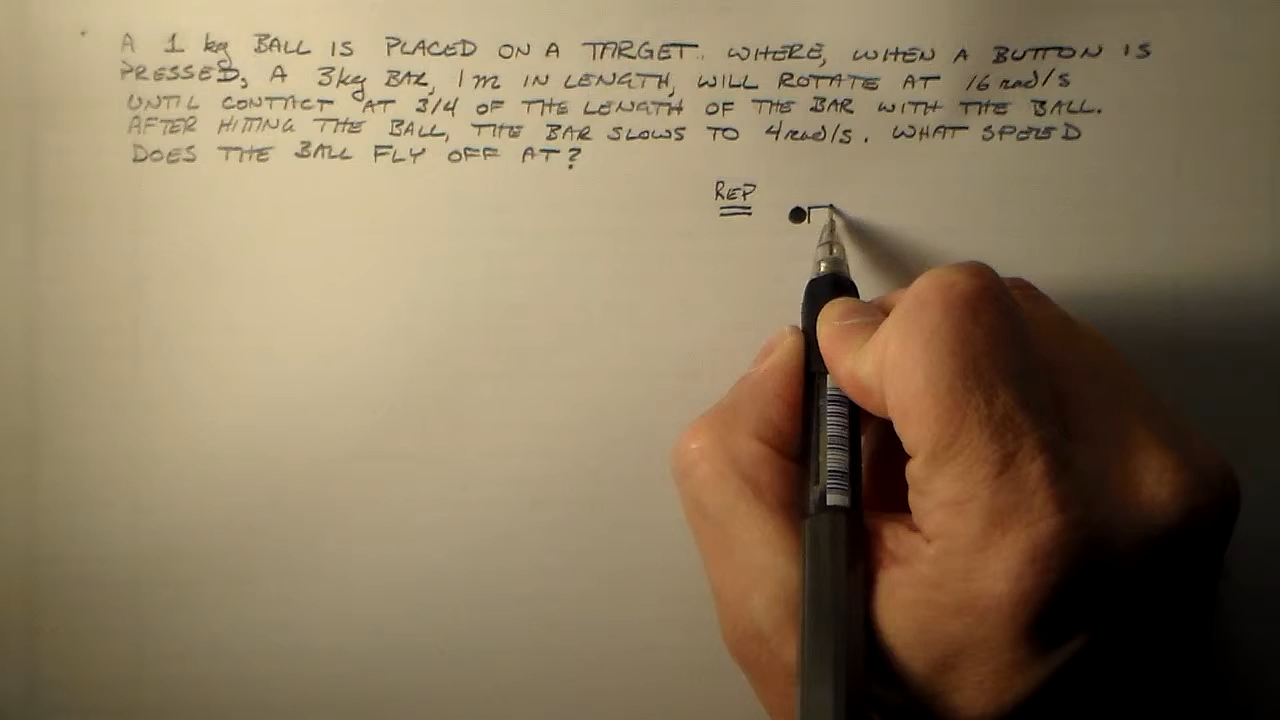 A 1 kg BALL IS PLACED ON A TARGET. WHERE, WHEN A BUTTON IS
PRESSED, A 3kg BAR, 1m IN LENGTH, WILL ROTATE AT 16 rad/s
UNTIL CONTACT AT 3/4 OF THE LENGTH OF THE BAR WITH THE BALL.
AFTER HITING THE BALL, THE BAR SLOWS TO 4 rad/s. WHAT SPEED
DOES THE BALL FLY OFF AT?
REP